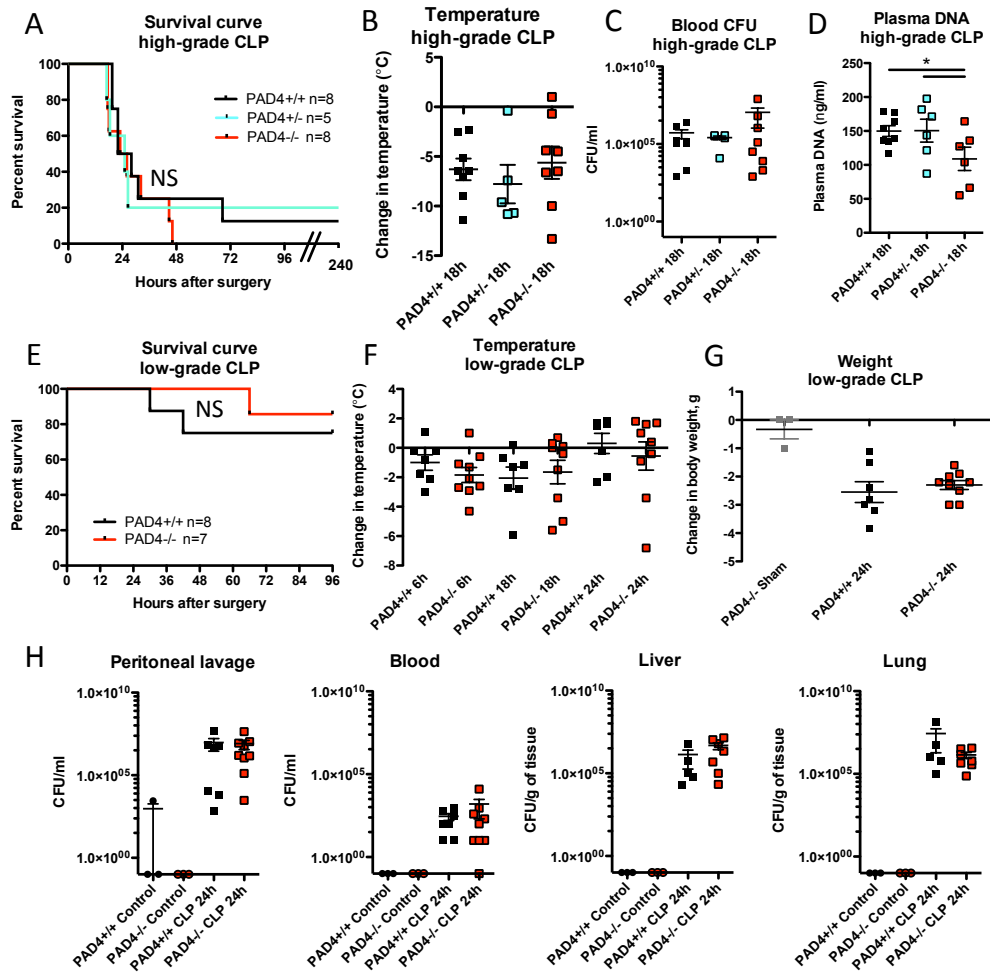 A
Survival curve
high-grade CLP
Percent survival
100
80
60
40
20
0
PAD4+/+ n=8
PAD4+/- n=5
PAD4-/- n=8
NS
0
24
48
72
96
240
Hours after surgery
B
Temperature
high-grade CLP
Change in temperature (°C)
5
0
-5
-10
-15
PAD4+/+ 18h
PAD4+/- 18h
PAD4-/- 18h
C
Blood CFU
high-grade CLP
CFU/ml
1.0×10^10
1.0×10^05
1.0×10^00
PAD4+/+ 18h
PAD4+/- 18h
PAD4-/- 18h
D
Plasma DNA
high-grade CLP
Plasma DNA (ng/ml)
250
200
150
100
50
0
*
PAD4+/+ 18h
PAD4+/- 18h
PAD4-/- 18h
E
Survival curve
low-grade CLP
Percent survival
100
80
60
40
20
0
NS
PAD4+/+ n=8
PAD4-/- n=7
0
12
24
36
48
60
72
84
96
Hours after surgery
F
Temperature
low-grade CLP
Change in temperature (°C)
4
2
0
-2
-4
-6
-8
PAD4+/+ 6h
PAD4-/- 6h
PAD4+/+ 18h
PAD4-/- 18h
PAD4+/+ 24h
PAD4-/- 24h
G
Weight
low-grade CLP
Change in body weight, g
1
0
-1
-2
-3
-4
-5
PAD4-/- Sham
PAD4+/+ 24h
PAD4-/- 24h
H
Peritoneal lavage
CFU/ml
1.0×10^10
1.0×10^05
1.0×10^00
PAD4+/+ Control
PAD4-/- Control
PAD4+/+ CLP 24h
PAD4-/- CLP 24h
Blood
CFU/ml
1.0×10^10
1.0×10^05
1.0×10^00
PAD4+/+ Control
PAD4-/- Control
PAD4+/+ CLP 24h
PAD4-/- CLP 24h
Liver
CFU/g of tissue
1.0×10^10
1.0×10^05
1.0×10^00
PAD4+/+ Control
PAD4-/- Control
PAD4+/+ CLP 24h
PAD4-/- CLP 24h
Lung
CFU/g of tissue
1.0×10^10
1.0×10^05
1.0×10^00
PAD4+/+ Control
PAD4-/- Control
PAD4+/+ CLP 24h
PAD4-/- CLP 24h